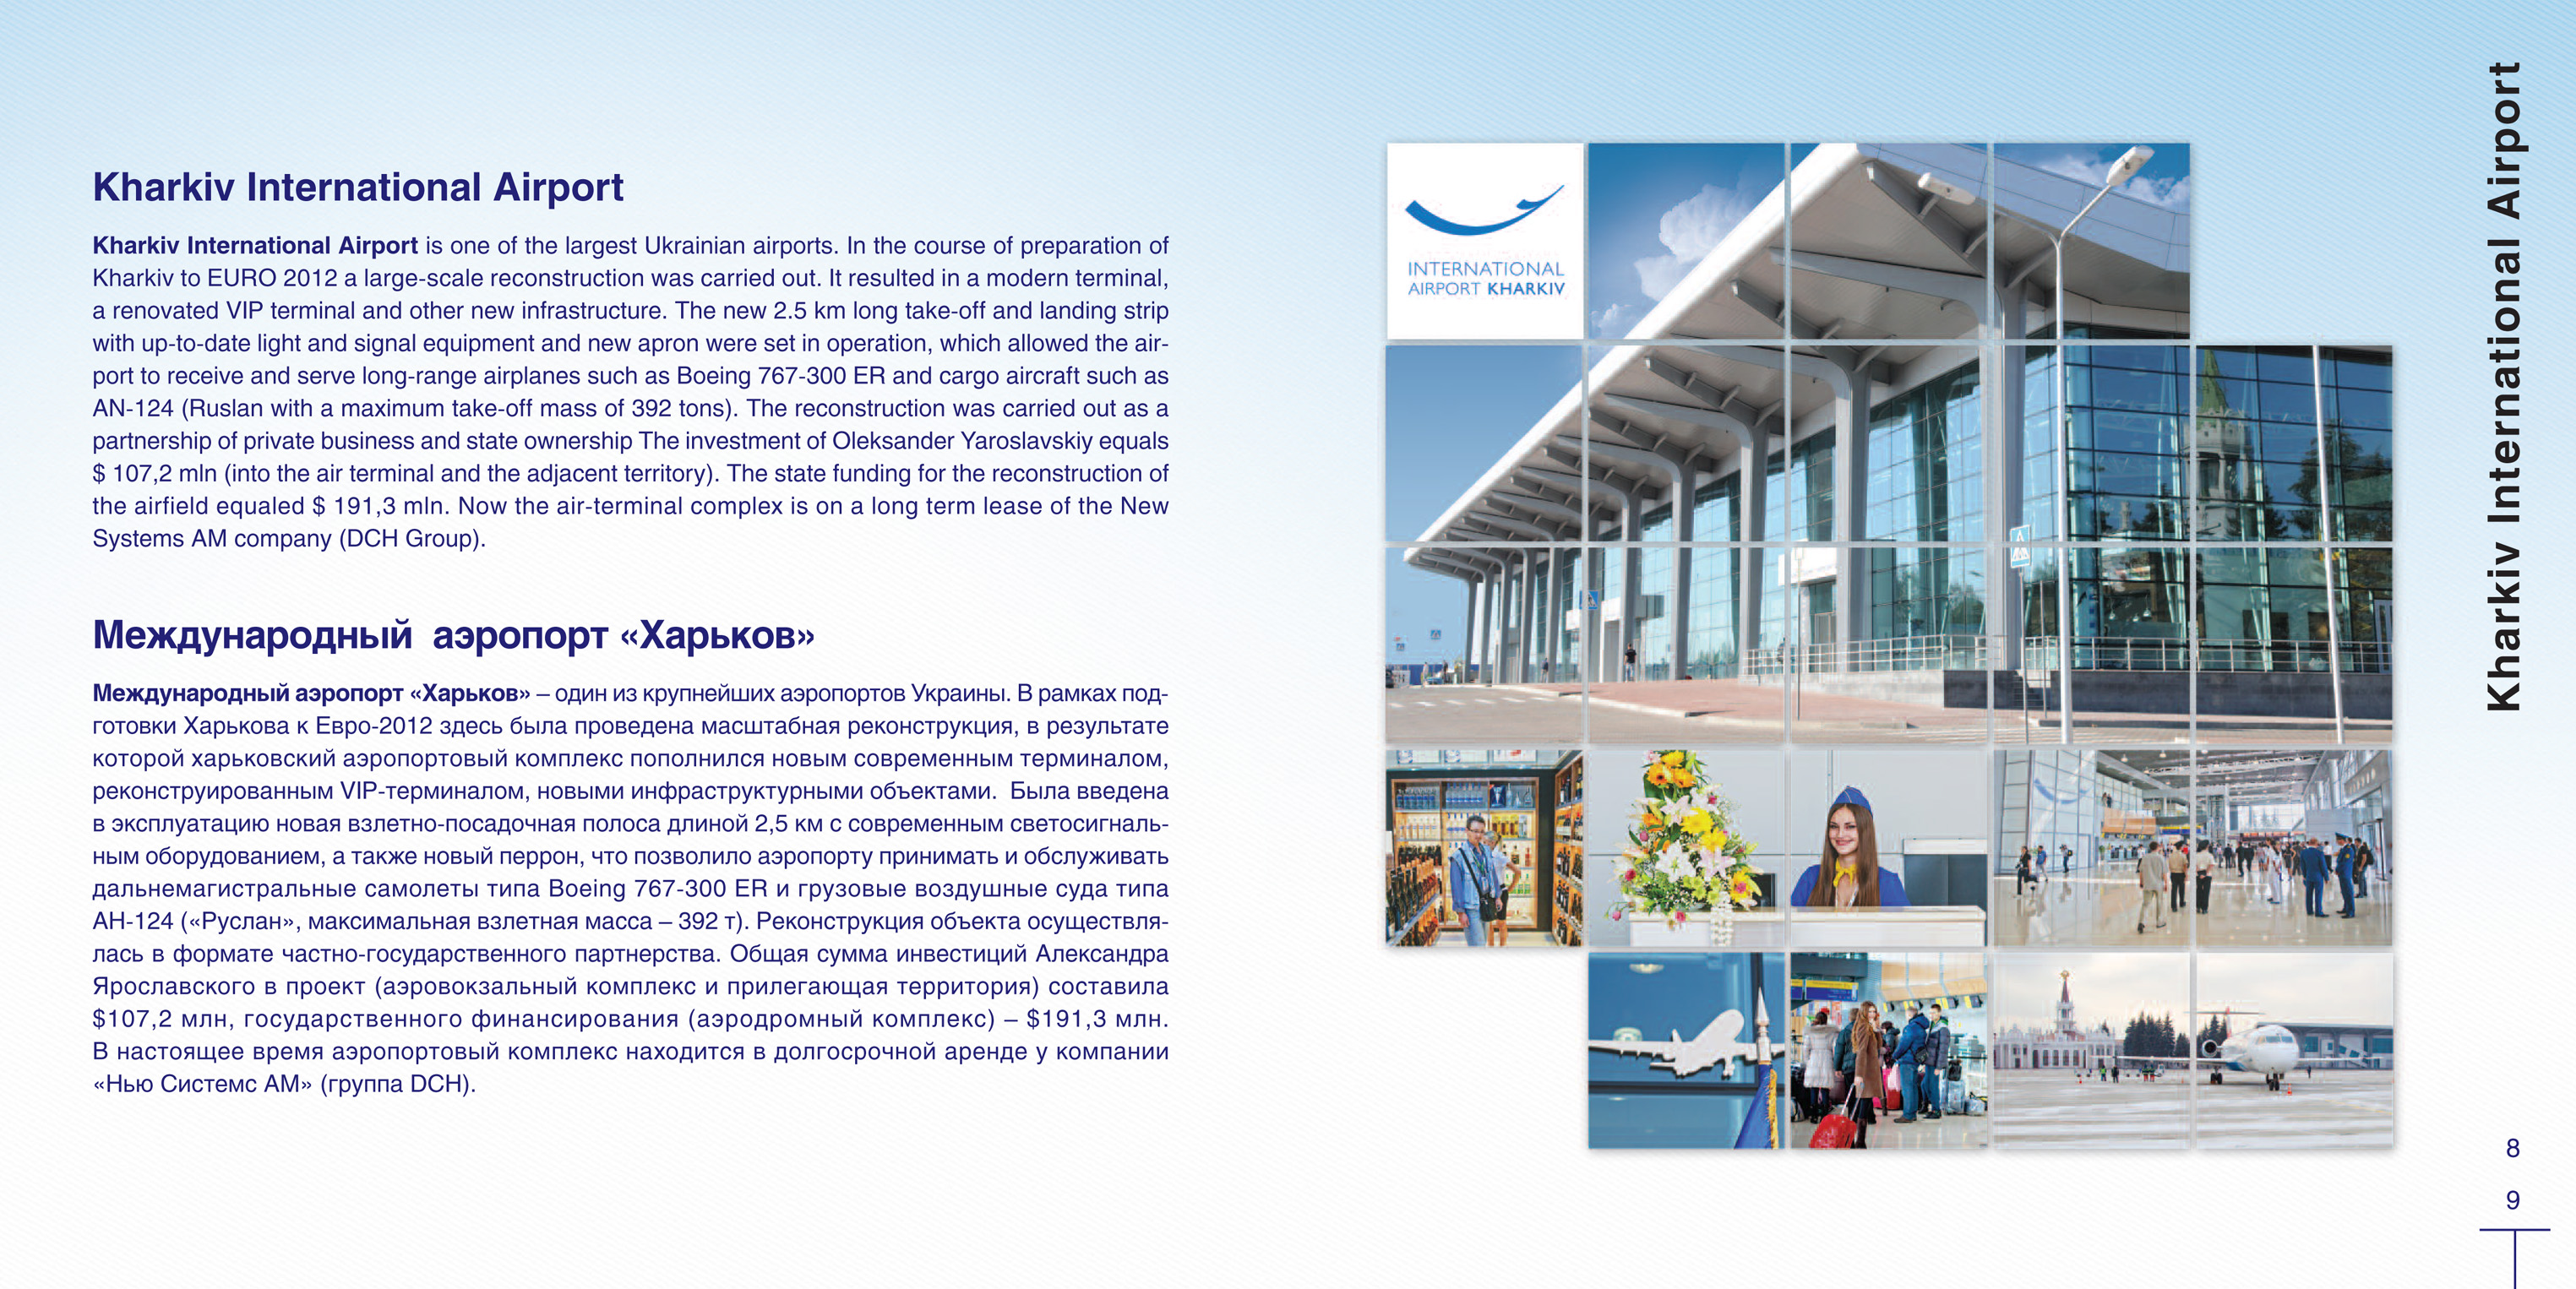 Kharkiv International Airport
Kharkiv International Airport is one of the largest Ukrainian airports. In the course of preparation of
Kharkiv to EURO 2012 a large-scale reconstruction was carried out. It resulted in a modern terminal,
a renovated VIP terminal and other new infrastructure. The new 2.5 km long take-off and landing strip
with up-to-date light and signal equipment and new apron were set in operation, which allowed the air-
port to receive and serve long-range airplanes such as Boeing 767-300 ER and cargo aircraft such as
AN-124 (Ruslan with a maximum take-off mass of 392 tons). The reconstruction was carried out as a
partnership of private business and state ownership The investment of Oleksander Yaroslavskiy equals
$ 107,2 mln (into the air terminal and the adjacent territory). The state funding for the reconstruction of
the airfield equaled $ 191,3 mln. Now the air-terminal complex is on a long term lease of the New
Systems AM company (DCH Group).
Международный аэропорт «Харьков»
Международный аэропорт «Харьков» – один из крупнейших аэропортов Украины. В рамках под-
готовки Харькова к Евро-2012 здесь была проведена масштабная реконструкция, в результате
которой харьковский аэропортовый комплекс пополнился новым современным терминалом,
реконструированным VIP-терминалом, новыми инфраструктурными объектами. Была введена
в эксплуатацию новая взлетно-посадочная полоса длиной 2,5 км с современным светосигналь-
ным оборудованием, а также новый перрон, что позволило аэропорту принимать и обслуживать
дальнемагистральные самолеты типа Boeing 767-300 ER и грузовые воздушные суда типа
АН-124 («Руслан», максимальная взлетная масса – 392 т). Реконструкция объекта осуществля-
лась в формате частно-государственного партнерства. Общая сумма инвестиций Александра
Ярославского в проект (аэровокзальный комплекс и прилегающая территория) составила
$107,2 млн, государственного финансирования (аэродромный комплекс) – $191,3 млн.
В настоящее время аэропортовый комплекс находится в долгосрочной аренде у компании
«Нью Системс АМ» (группа DCH).
INTERNATIONAL
AIRPORT KHARKIV
Kharkiv International Airport
8
9